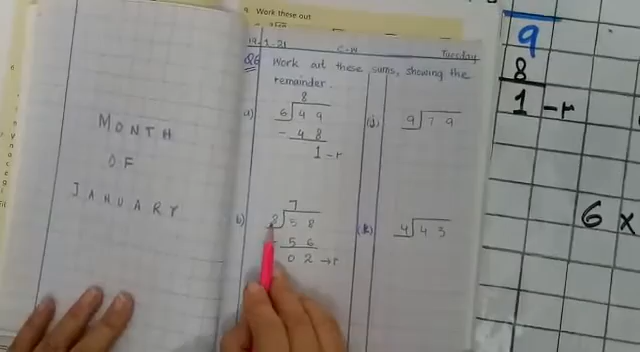 Work these out
19-1-21 C-W Tuesday
Q6 Work out these sums, showing the
remainder.
a) 8
6 4 9
- 4 8
1 -r
(j) 9 7 9
b) 7
8 5 8
5 6
0 2 →r
(k) 4 4 3
MONTH
OF
JANUARY
9
8
1 -r
6 x